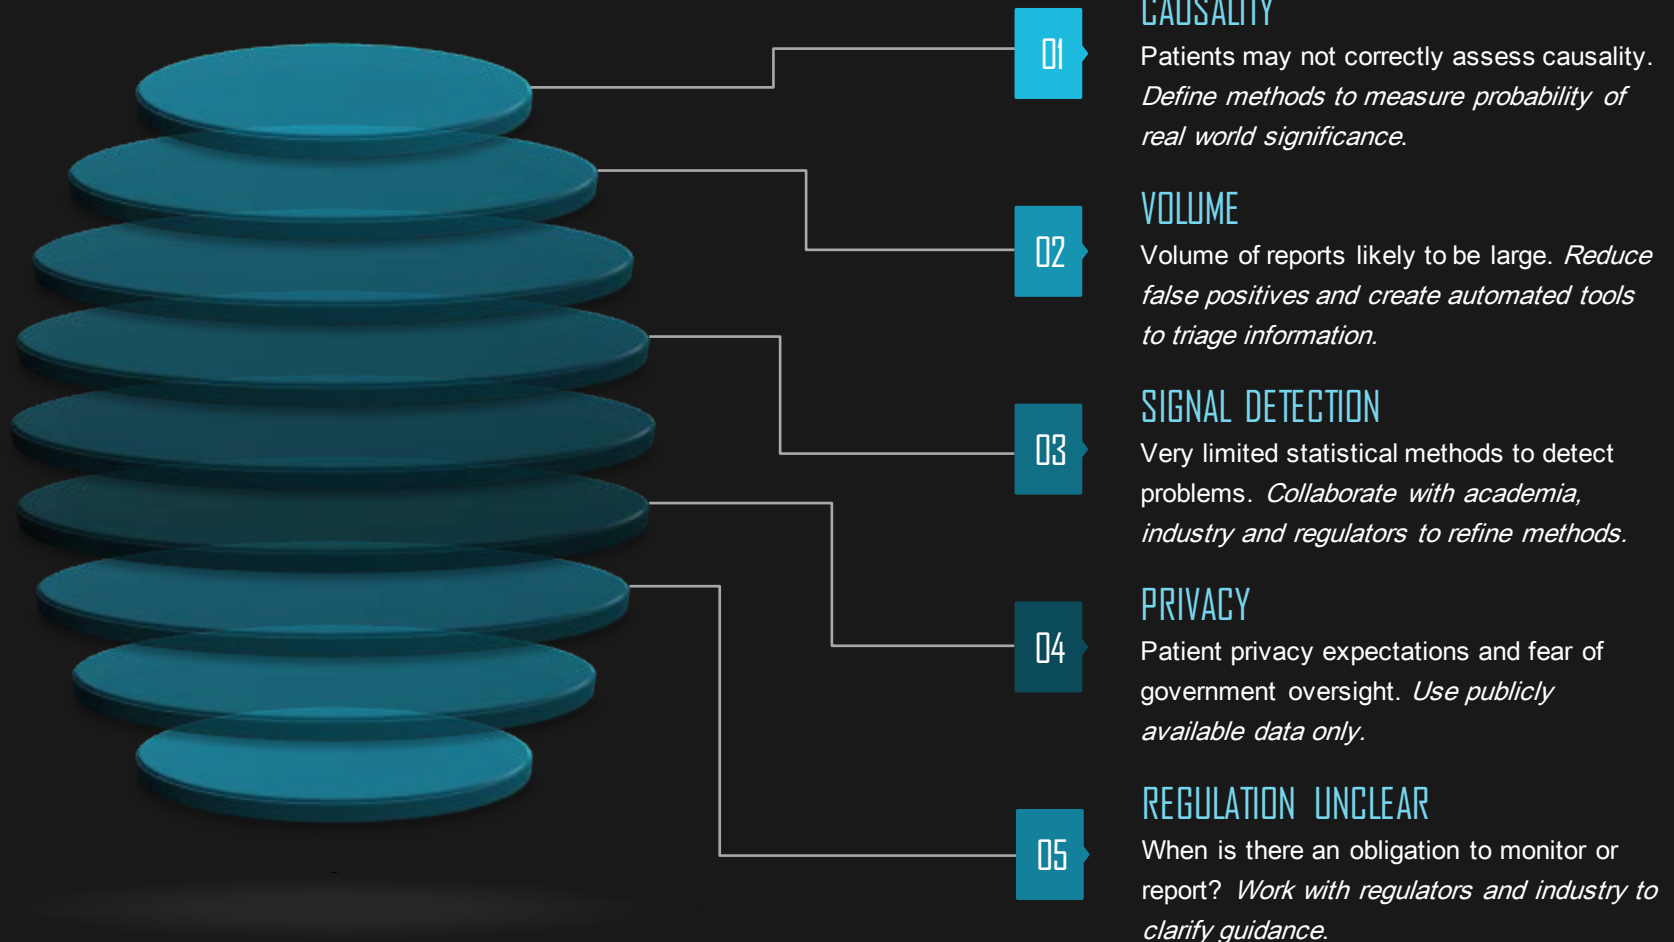 CAUSALITY
01
Patients may not correctly assess causality.
Define methods to measure probability of
real world significance.
VOLUME
02
Volume of reports likely to be large. Reduce
false positives and create automated tools
to triage information.
SIGNAL DETECTION
03
Very limited statistical methods to detect
problems. Collaborate with academia,
industry and regulators to refine methods.
PRIVACY
04
Patient privacy expectations and fear of
government oversight. Use publicly
available data only.
REGULATION UNCLEAR
05
When is there an obligation to monitor or
report? Work with regulators and industry to
clarify guidance.